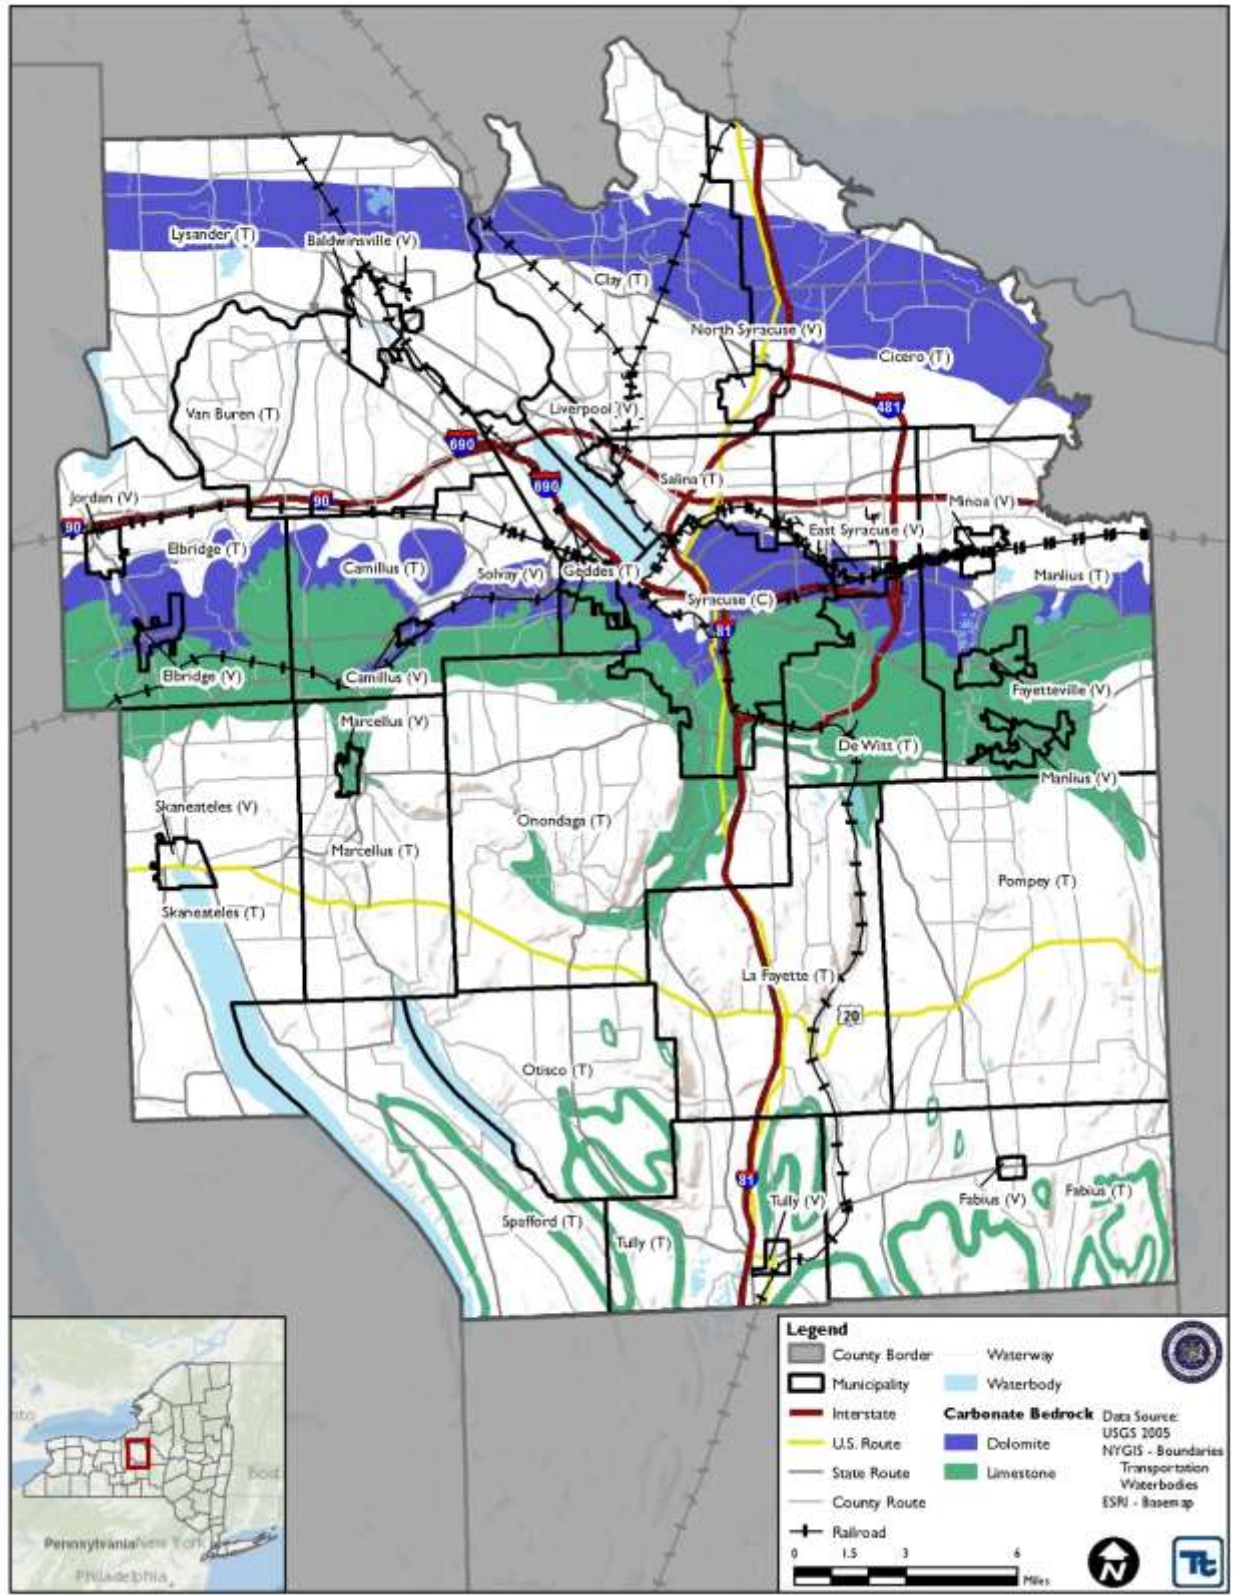 Lysander (T)
Baldwinsville (V)
Clay (T)
North Syracuse (V)
Cicero (T)
481
Van Buren (T)
Liverpool (V)
690
690
Salina (T)
Jordan (V)
90
90
Minoa (V)
East Syracuse (V)
Elbridge (T)
Camillus (T)
Solvay (V)
Geddes (T)
Manlius (T)
Syracuse (C)
81
Elbridge (V)
Camillus (V)
Fayetteville (V)
Marcellus (V)
De Witt (T)
Manlius (V)
Skaneateles (V)
Onondaga (T)
Marcellus (T)
Pompey (T)
Skaneateles (T)
La Fayette (T)
20
Otisco (T)
81
Tully (V)
Fabius (V)
Fabius (T)
Spafford (T)
Tully (T)
Legend
County Border
Municipality
Interstate
U.S. Route
State Route
County Route
Railroad
Waterway
Waterbody
Carbonate Bedrock
Dolomite
Limestone
Data Source:
USGS 2005
NYGIS - Boundaries
Transportation
Waterbodies
ESRI - Basemap
0 1.5 3 6
Miles
N
Tt
Pennsylvania
New York
Philadelphia